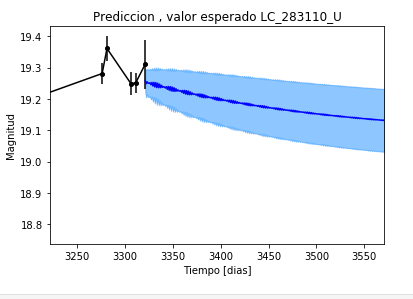 Prediccion , valor esperado LC_283110_U
19.4
19.3
19.2
19.1
19.0
18.9
18.8
Magnitud
3250 3300 3350 3400 3450 3500 3550
Tiempo [dias]